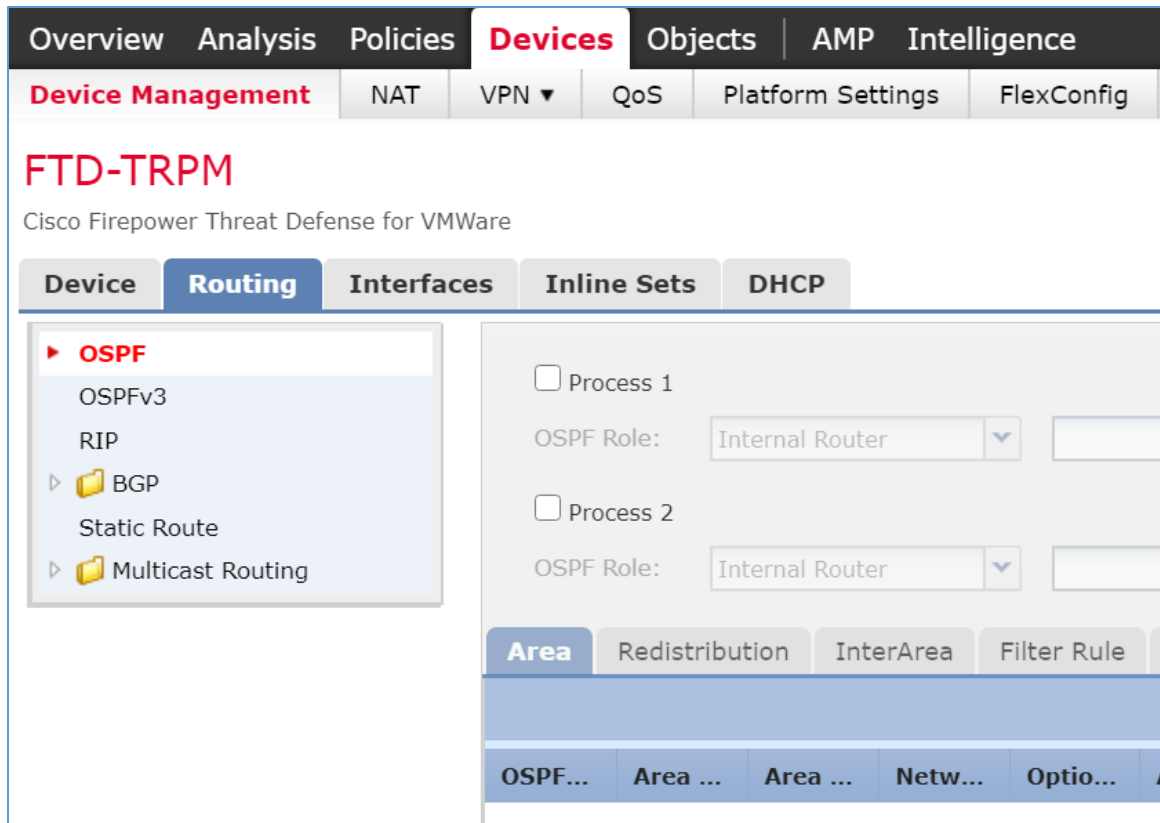 Overview Analysis Policies Devices Objects AMP Intelligence
Device Management NAT VPN ▼ QoS Platform Settings FlexConfig
FTD-TRPM
Cisco Firepower Threat Defense for VMWare
Device Routing Interfaces Inline Sets DHCP
OSPF
OSPFv3
RIP
BGP
Static Route
Multicast Routing
Process 1
OSPF Role: Internal Router
Process 2
OSPF Role: Internal Router
Area Redistribution InterArea Filter Rule
OSPF... Area ... Area ... Netw... Optio...